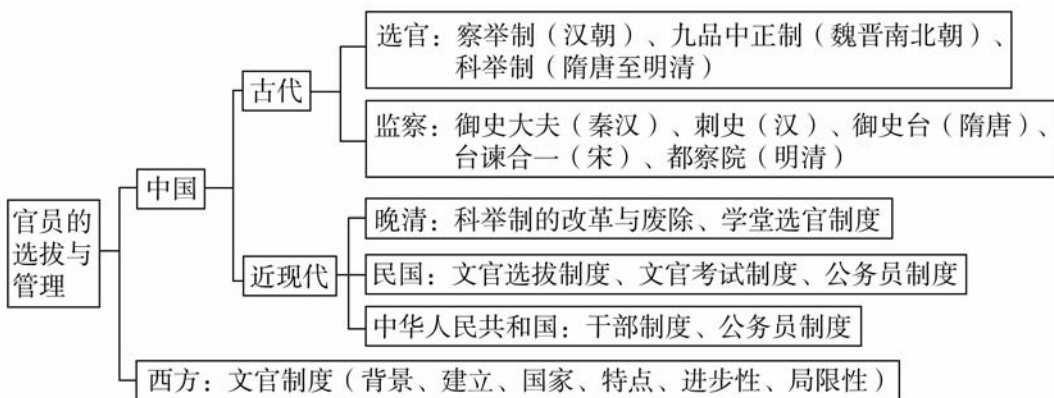 选官：察举制（汉朝）、九品中正制（魏晋南北朝）、
科举制（隋唐至明清）
古代
监察：御史大夫（秦汉）、刺史（汉）、御史台（隋唐）、
台谏合一（宋）、都察院（明清）
中国
官员的
选拔与
管理
晚清：科举制的改革与废除、学堂选官制度
近现代
民国：文官选拔制度、文官考试制度、公务员制度
中华人民共和国：干部制度、公务员制度
西方：文官制度（背景、建立、国家、特点、进步性、局限性）